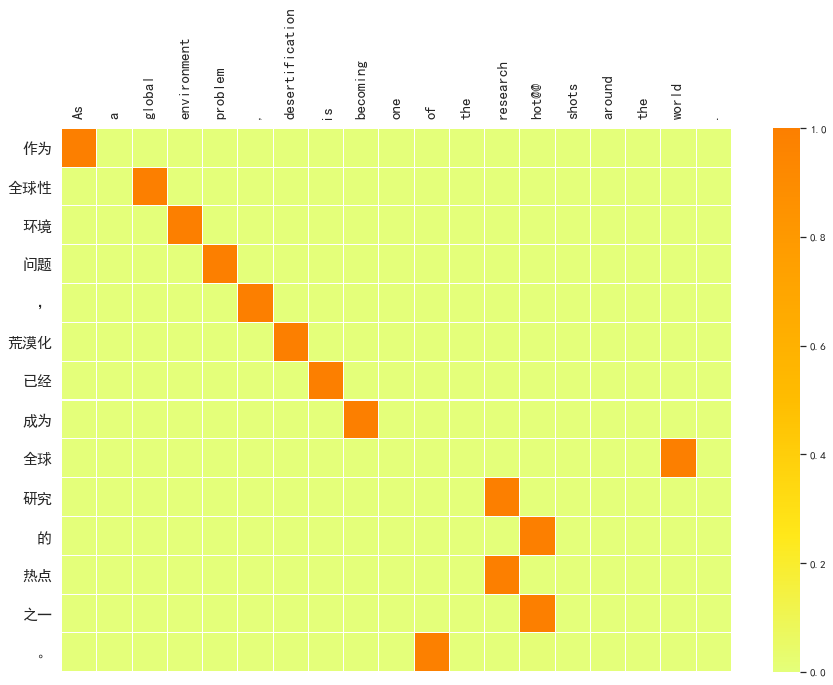 As a global environment problem , desertification is becoming one of the research hot@@ shots around the world .
作为
全球性
环境
问题
，
荒漠化
已经
成为
全球
研究
的
热点
之一
。
1.0
0.8
0.6
0.4
0.2
0.0